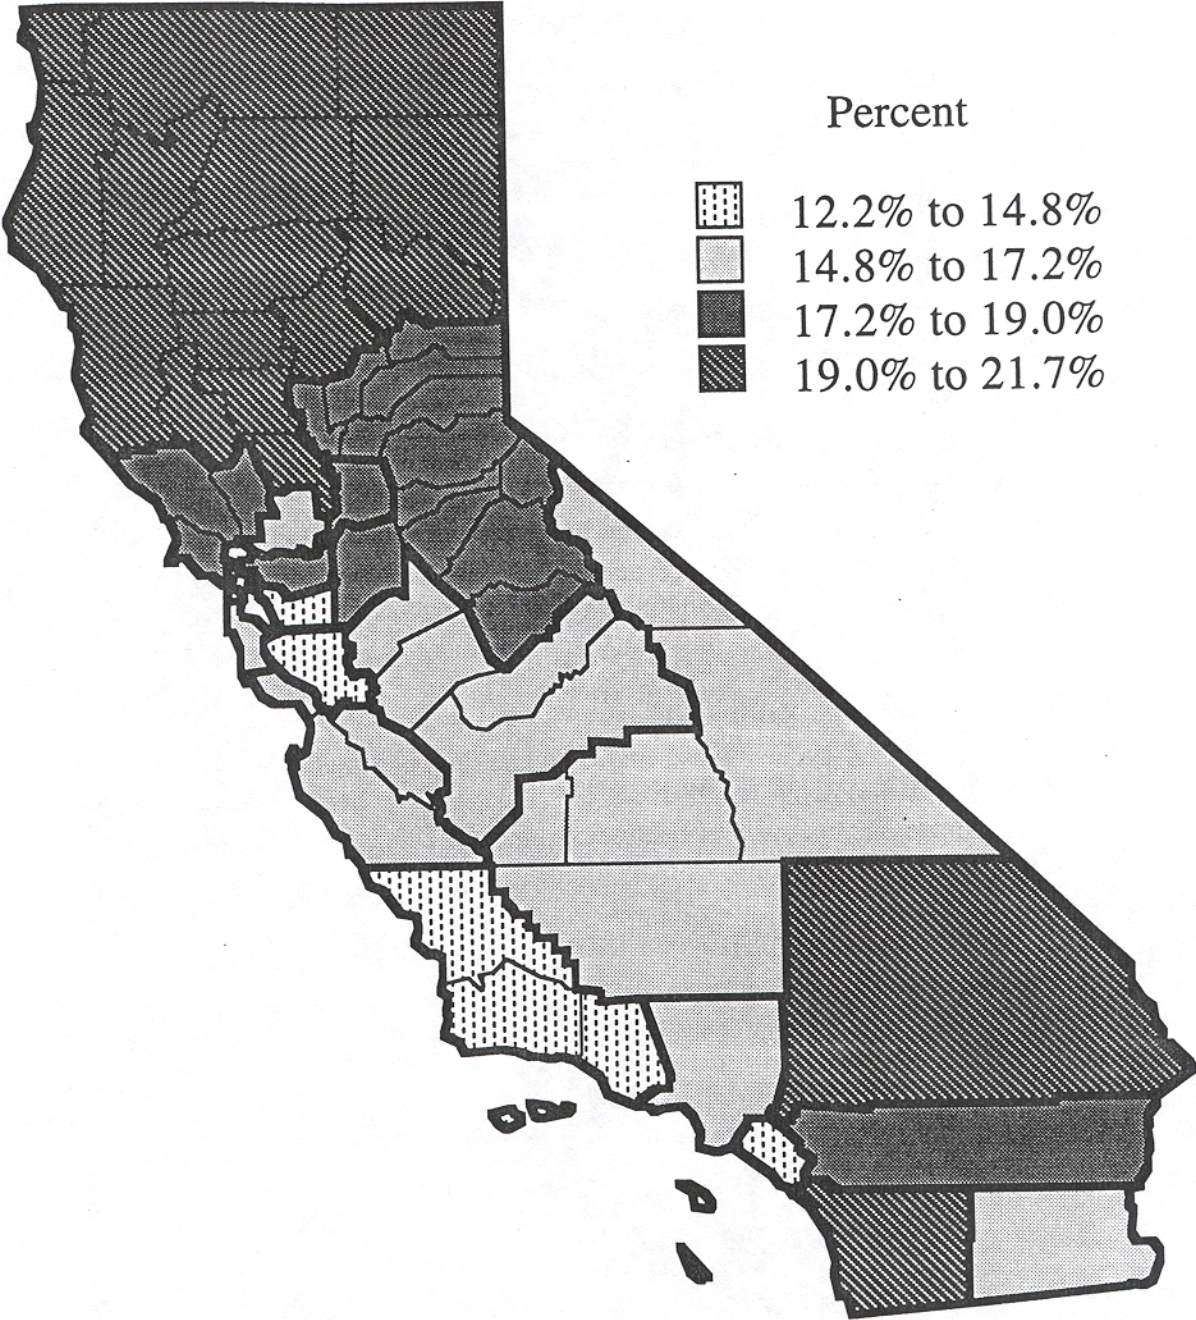 Percent
12.2% to 14.8%
14.8% to 17.2%
17.2% to 19.0%
19.0% to 21.7%